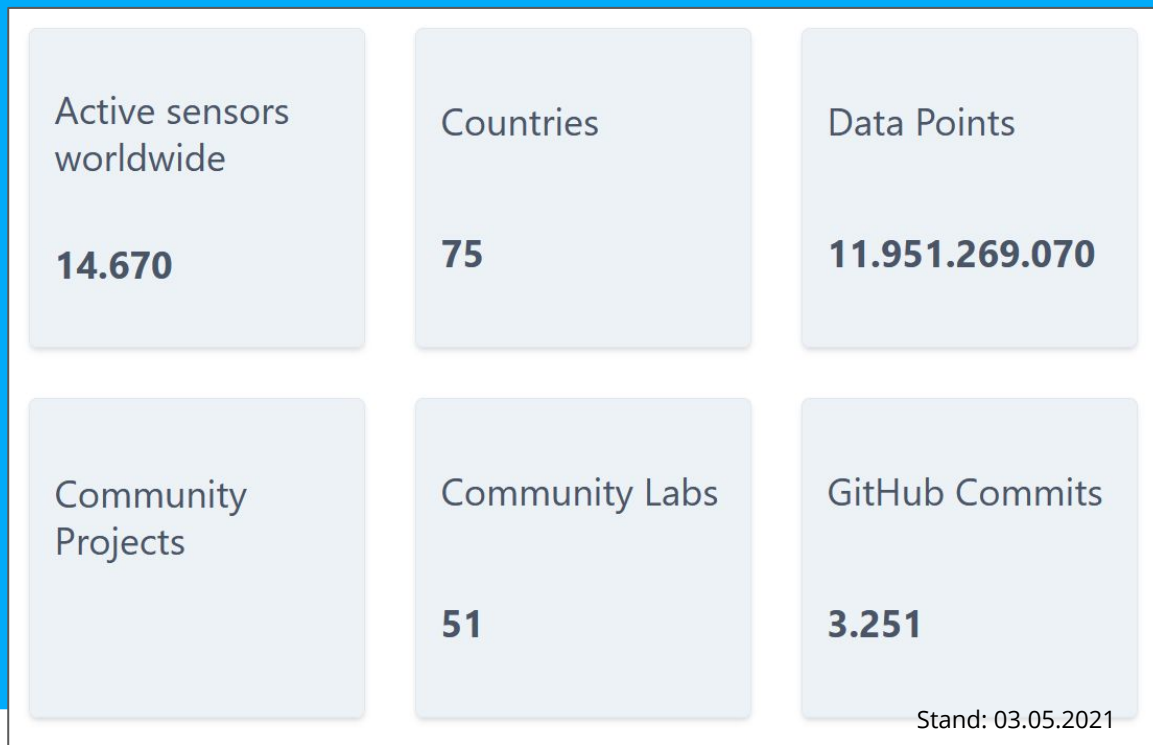 Active sensors
worldwide
14.670
Countries
75
Data Points
11.951.269.070
Community
Projects
Community Labs
51
GitHub Commits
3.251
Stand: 03.05.2021